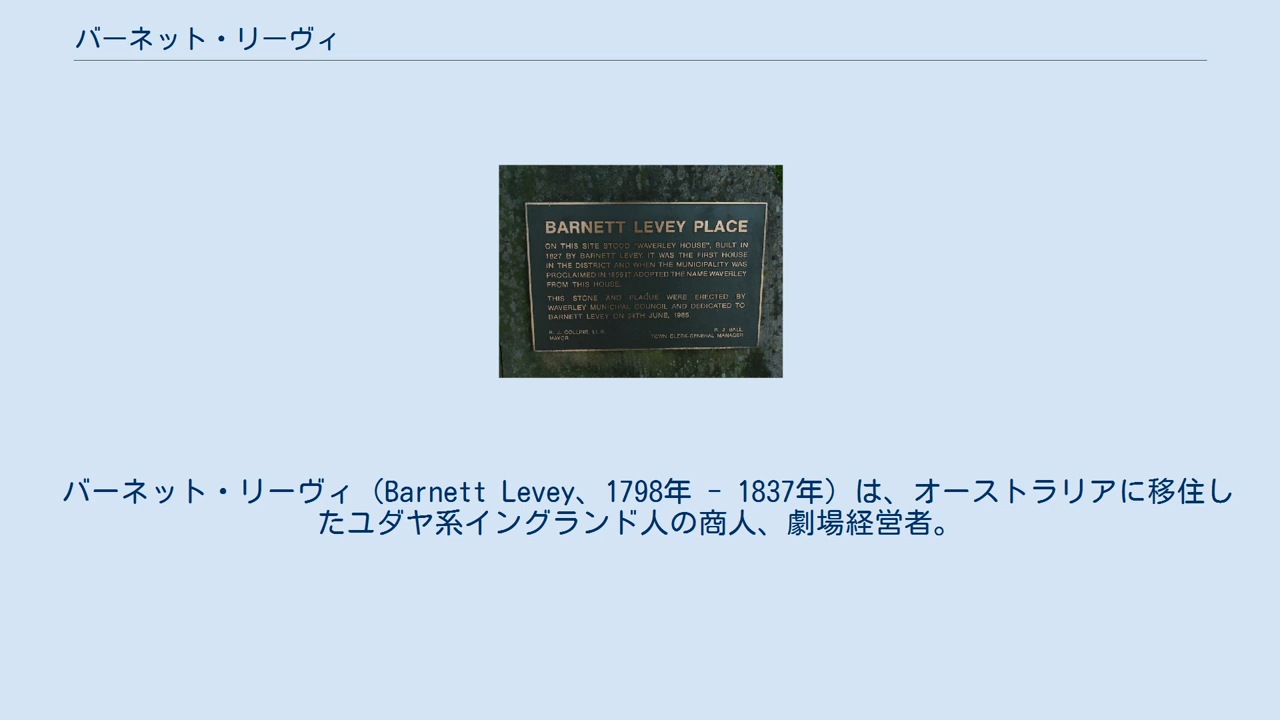 バーネット・リーヴィ
BARNETT LEVEY PLACE
ON THIS SITE STOOD "WAVERLEY HOUSE", BUILT IN
1827 BY BARNETT LEVEY. IT WAS THE FIRST HOUSE
IN THE DISTRICT AND WHEN THE MUNICIPALITY WAS
PROCLAIMED IN 1859 IT ADOPTED THE NAME WAVERLEY
FROM THIS HOUSE.
THIS STONE AND PLAQUE WERE ERECTED BY
WAVERLEY MUNICIPAL COUNCIL AND DEDICATED TO
BARNETT LEVEY ON 24TH JUNE, 1985.
MAYOR
TOWN CLERK-GENERAL MANAGER
バーネット・リーヴィ（Barnett Levey、1798年 - 1837年）は、オーストラリアに移住し
たユダヤ系イングランド人の商人、劇場経営者。